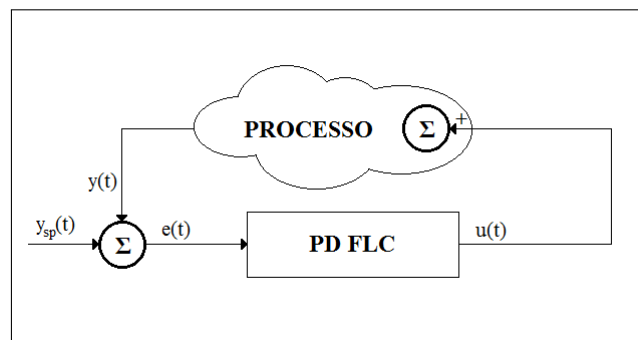 PROCESSO
Σ
+
y(t)
y_sp(t)
Σ
e(t)
PD FLC
u(t)